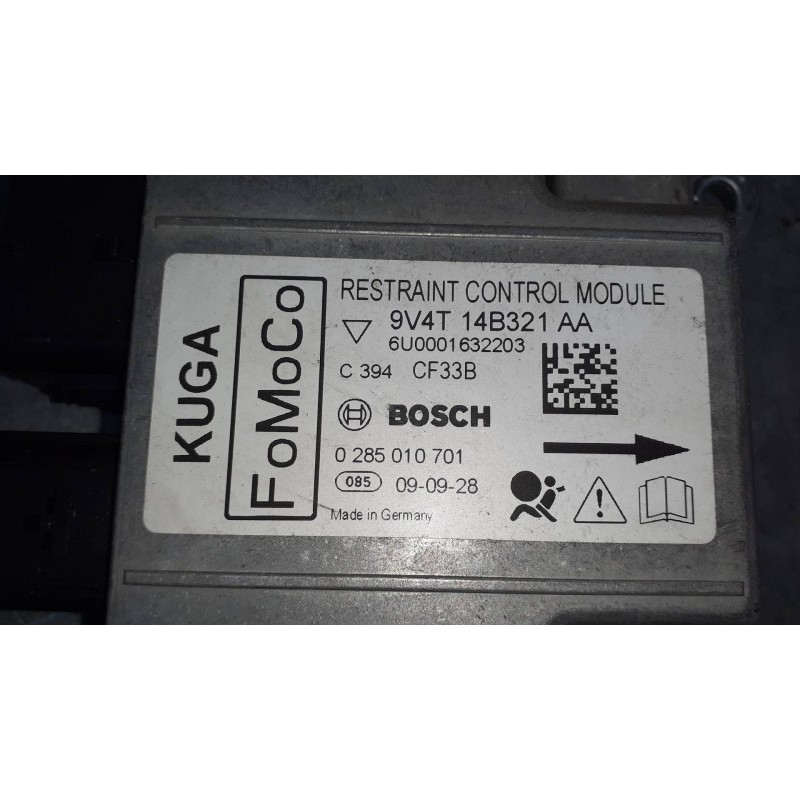 KUGA
FoMoCo
RESTRAINT CONTROL MODULE
9V4T 14B321 AA
6U0001632203
C 394 CF33B
BOSCH
0 285 010 701
085 09-09-28
Made in Germany